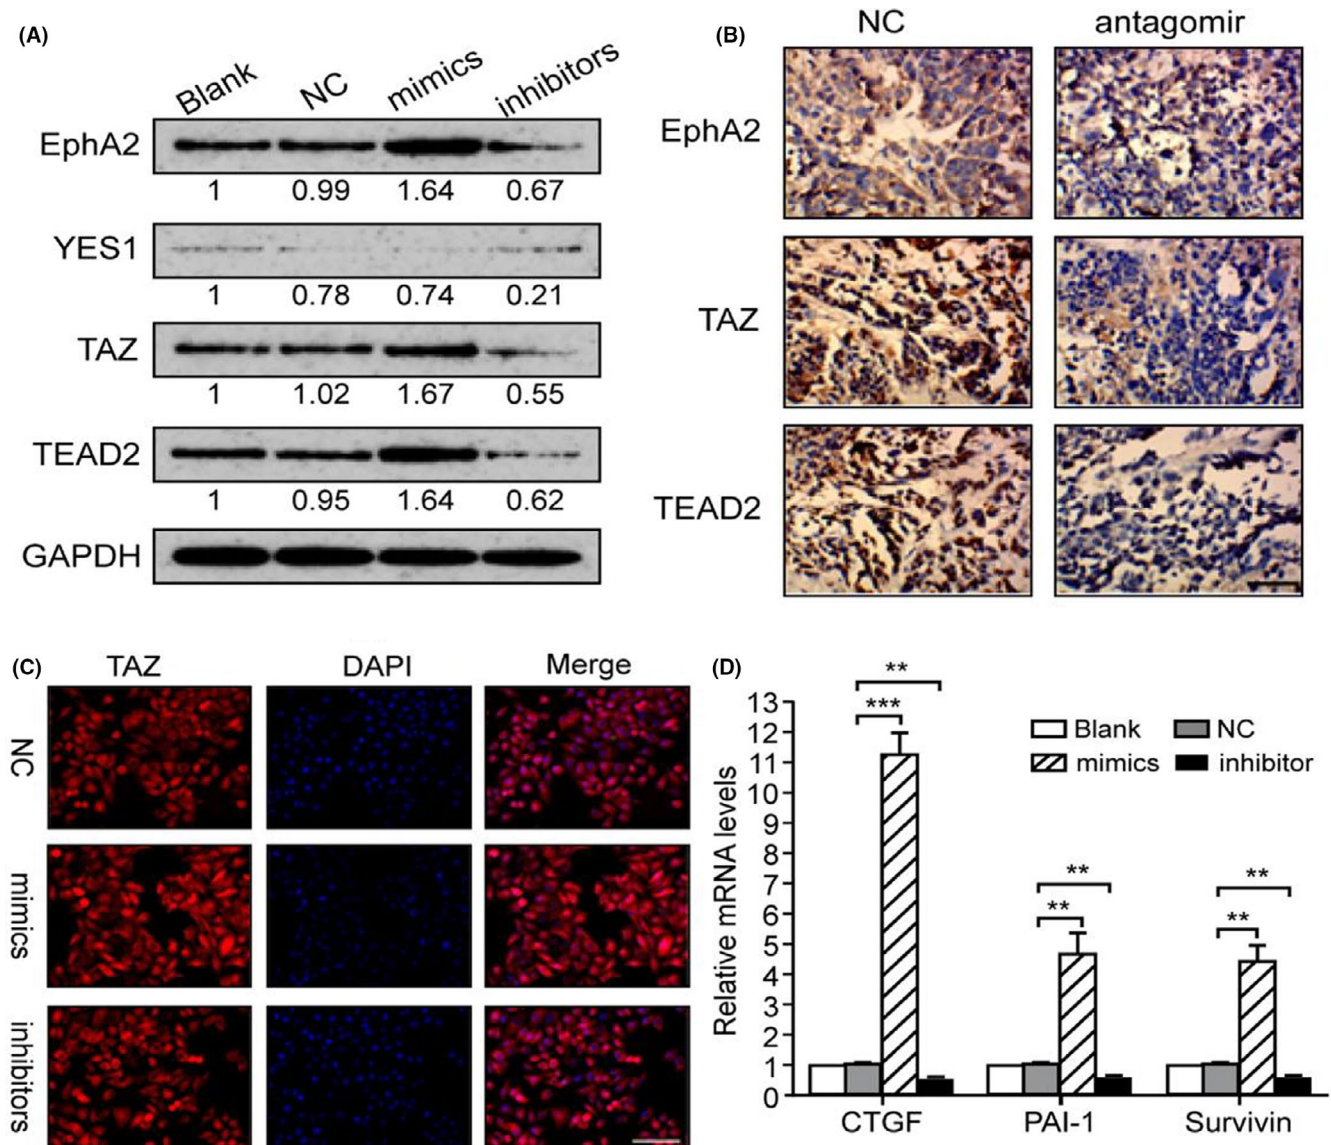 (A)
Blank NC mimics inhibitors
EphA2
1 0.99 1.64 0.67
YES1
1 0.78 0.74 0.21
TAZ
1 1.02 1.67 0.55
TEAD2
1 0.95 1.64 0.62
GAPDH
(B)
NC antagomir
EphA2
TAZ
TEAD2
(C)
TAZ DAPI Merge
NC
mimics
inhibitors
(D)
Relative mRNA levels
13
12
11
10
9
8
7
6
5
4
3
2
1
0
** 
***
**
**
**
**
Blank NC
mimics inhibitor
CTGF PAI-1 Survivin